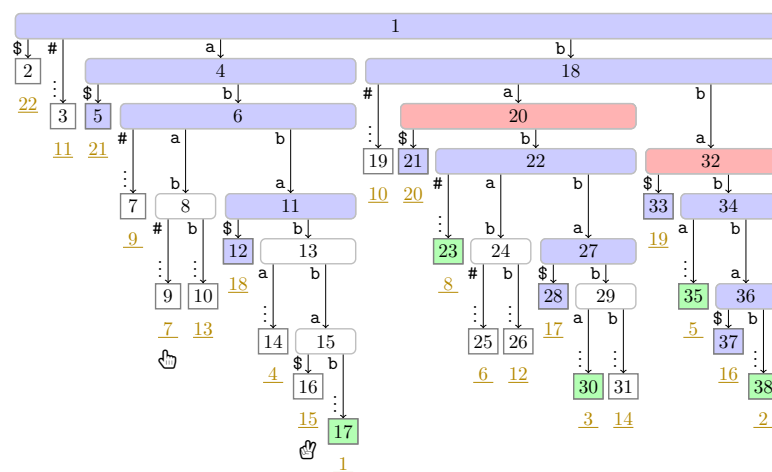 1
$ # a b
2 4 18
⋮ $ b # a b
22
3 5 6 20
# a b ⋮ $ b a
11 21
19 21 22 32
⋮ b a # a b $ b
10 20
7 8 11 33 34
# b $ b ⋮ b a a
9 19
12 13 23 24 27
⋮ ⋮ a b # b $ b ⋮ a
18 8
9 10 28 29 35 36
⋮ a ⋮ ⋮ a b $ b
7 13 17 5
14 15 25 26 37
$ b ⋮ ⋮ ⋮
4 6 12 16
16 30 31 38
⋮
15 3 14 2
17
1